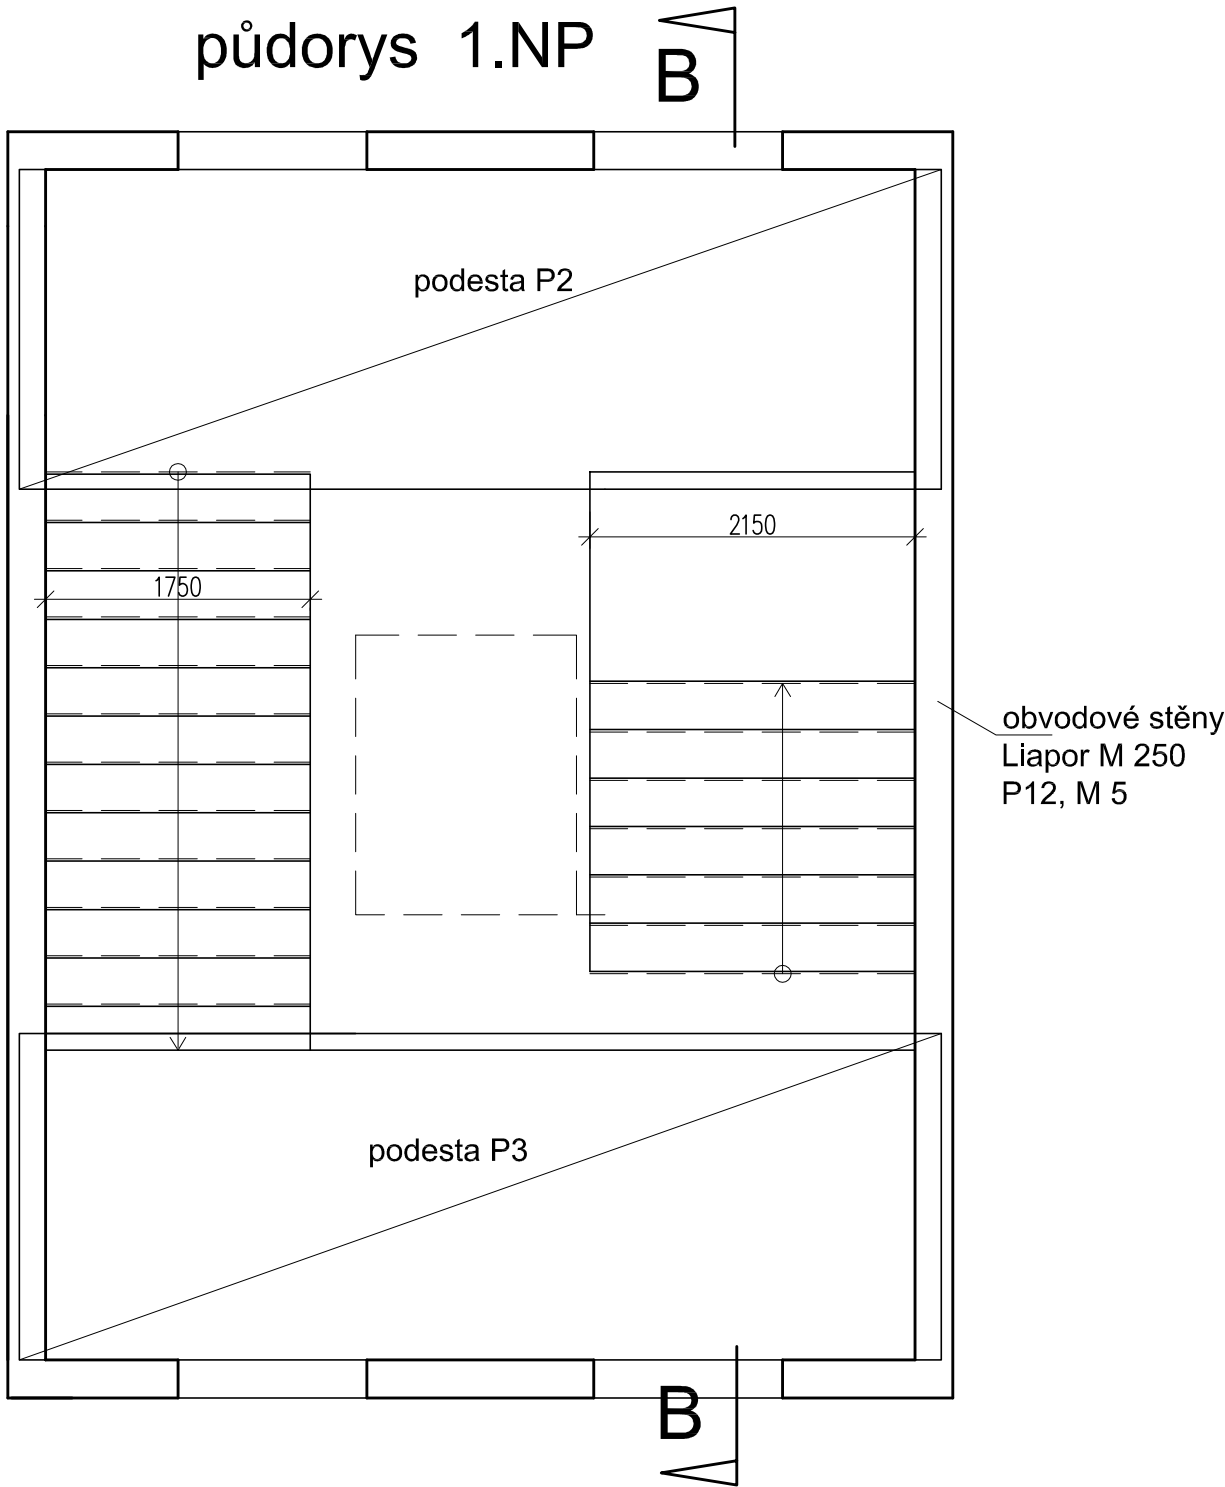 půdorys 1.NP
B
podesta P2
2150
1750
obvodové stěny
Liapor M 250
P12, M 5
podesta P3
B